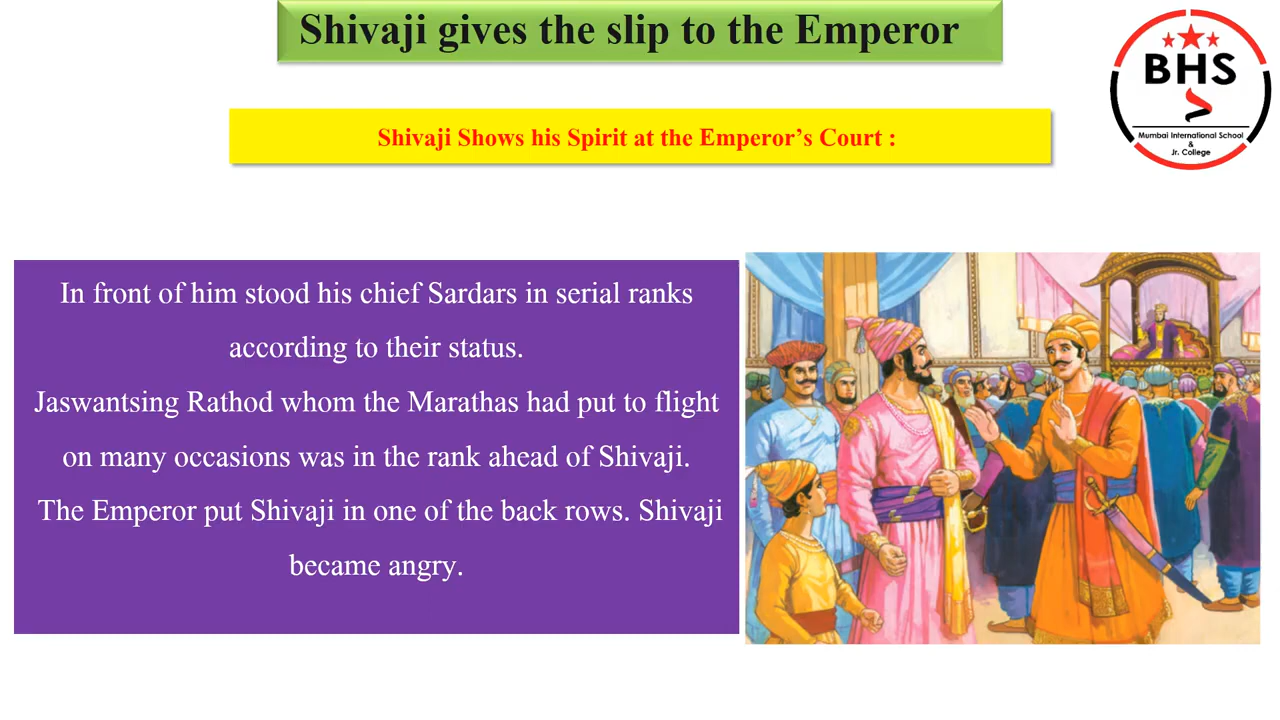 Shivaji gives the slip to the Emperor
BHS
Mumbai International School
&
Jr. College
Shivaji Shows his Spirit at the Emperor’s Court :
In front of him stood his chief Sardars in serial ranks
according to their status.
Jaswantsing Rathod whom the Marathas had put to flight
on many occasions was in the rank ahead of Shivaji.
The Emperor put Shivaji in one of the back rows. Shivaji
became angry.